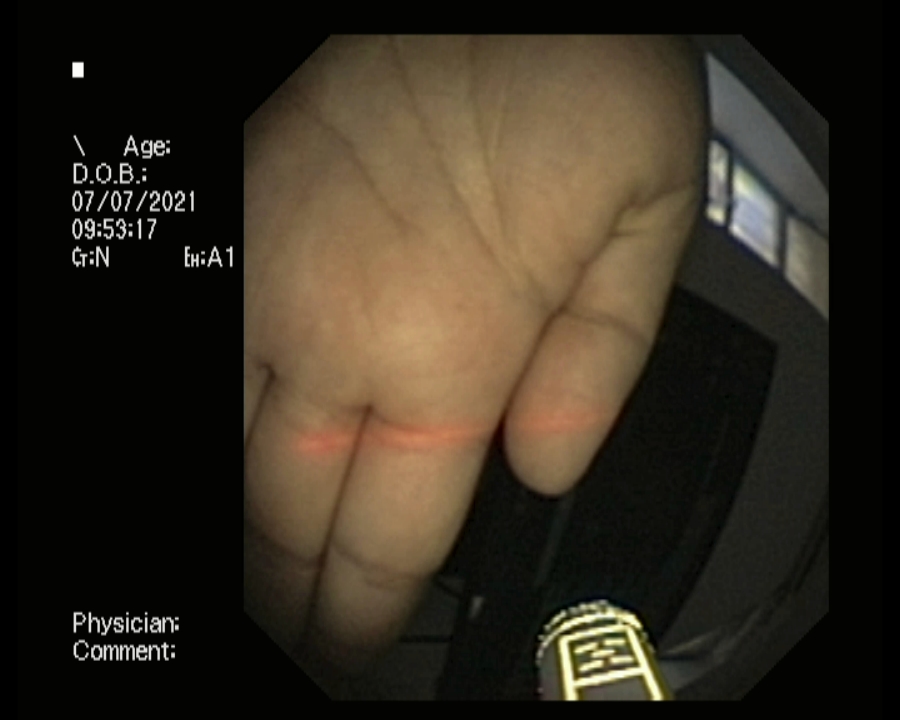 \ Age:
D.O.B.:
07/07/2021
09:53:17
Cr:N EH:A1
Physician:
Comment: